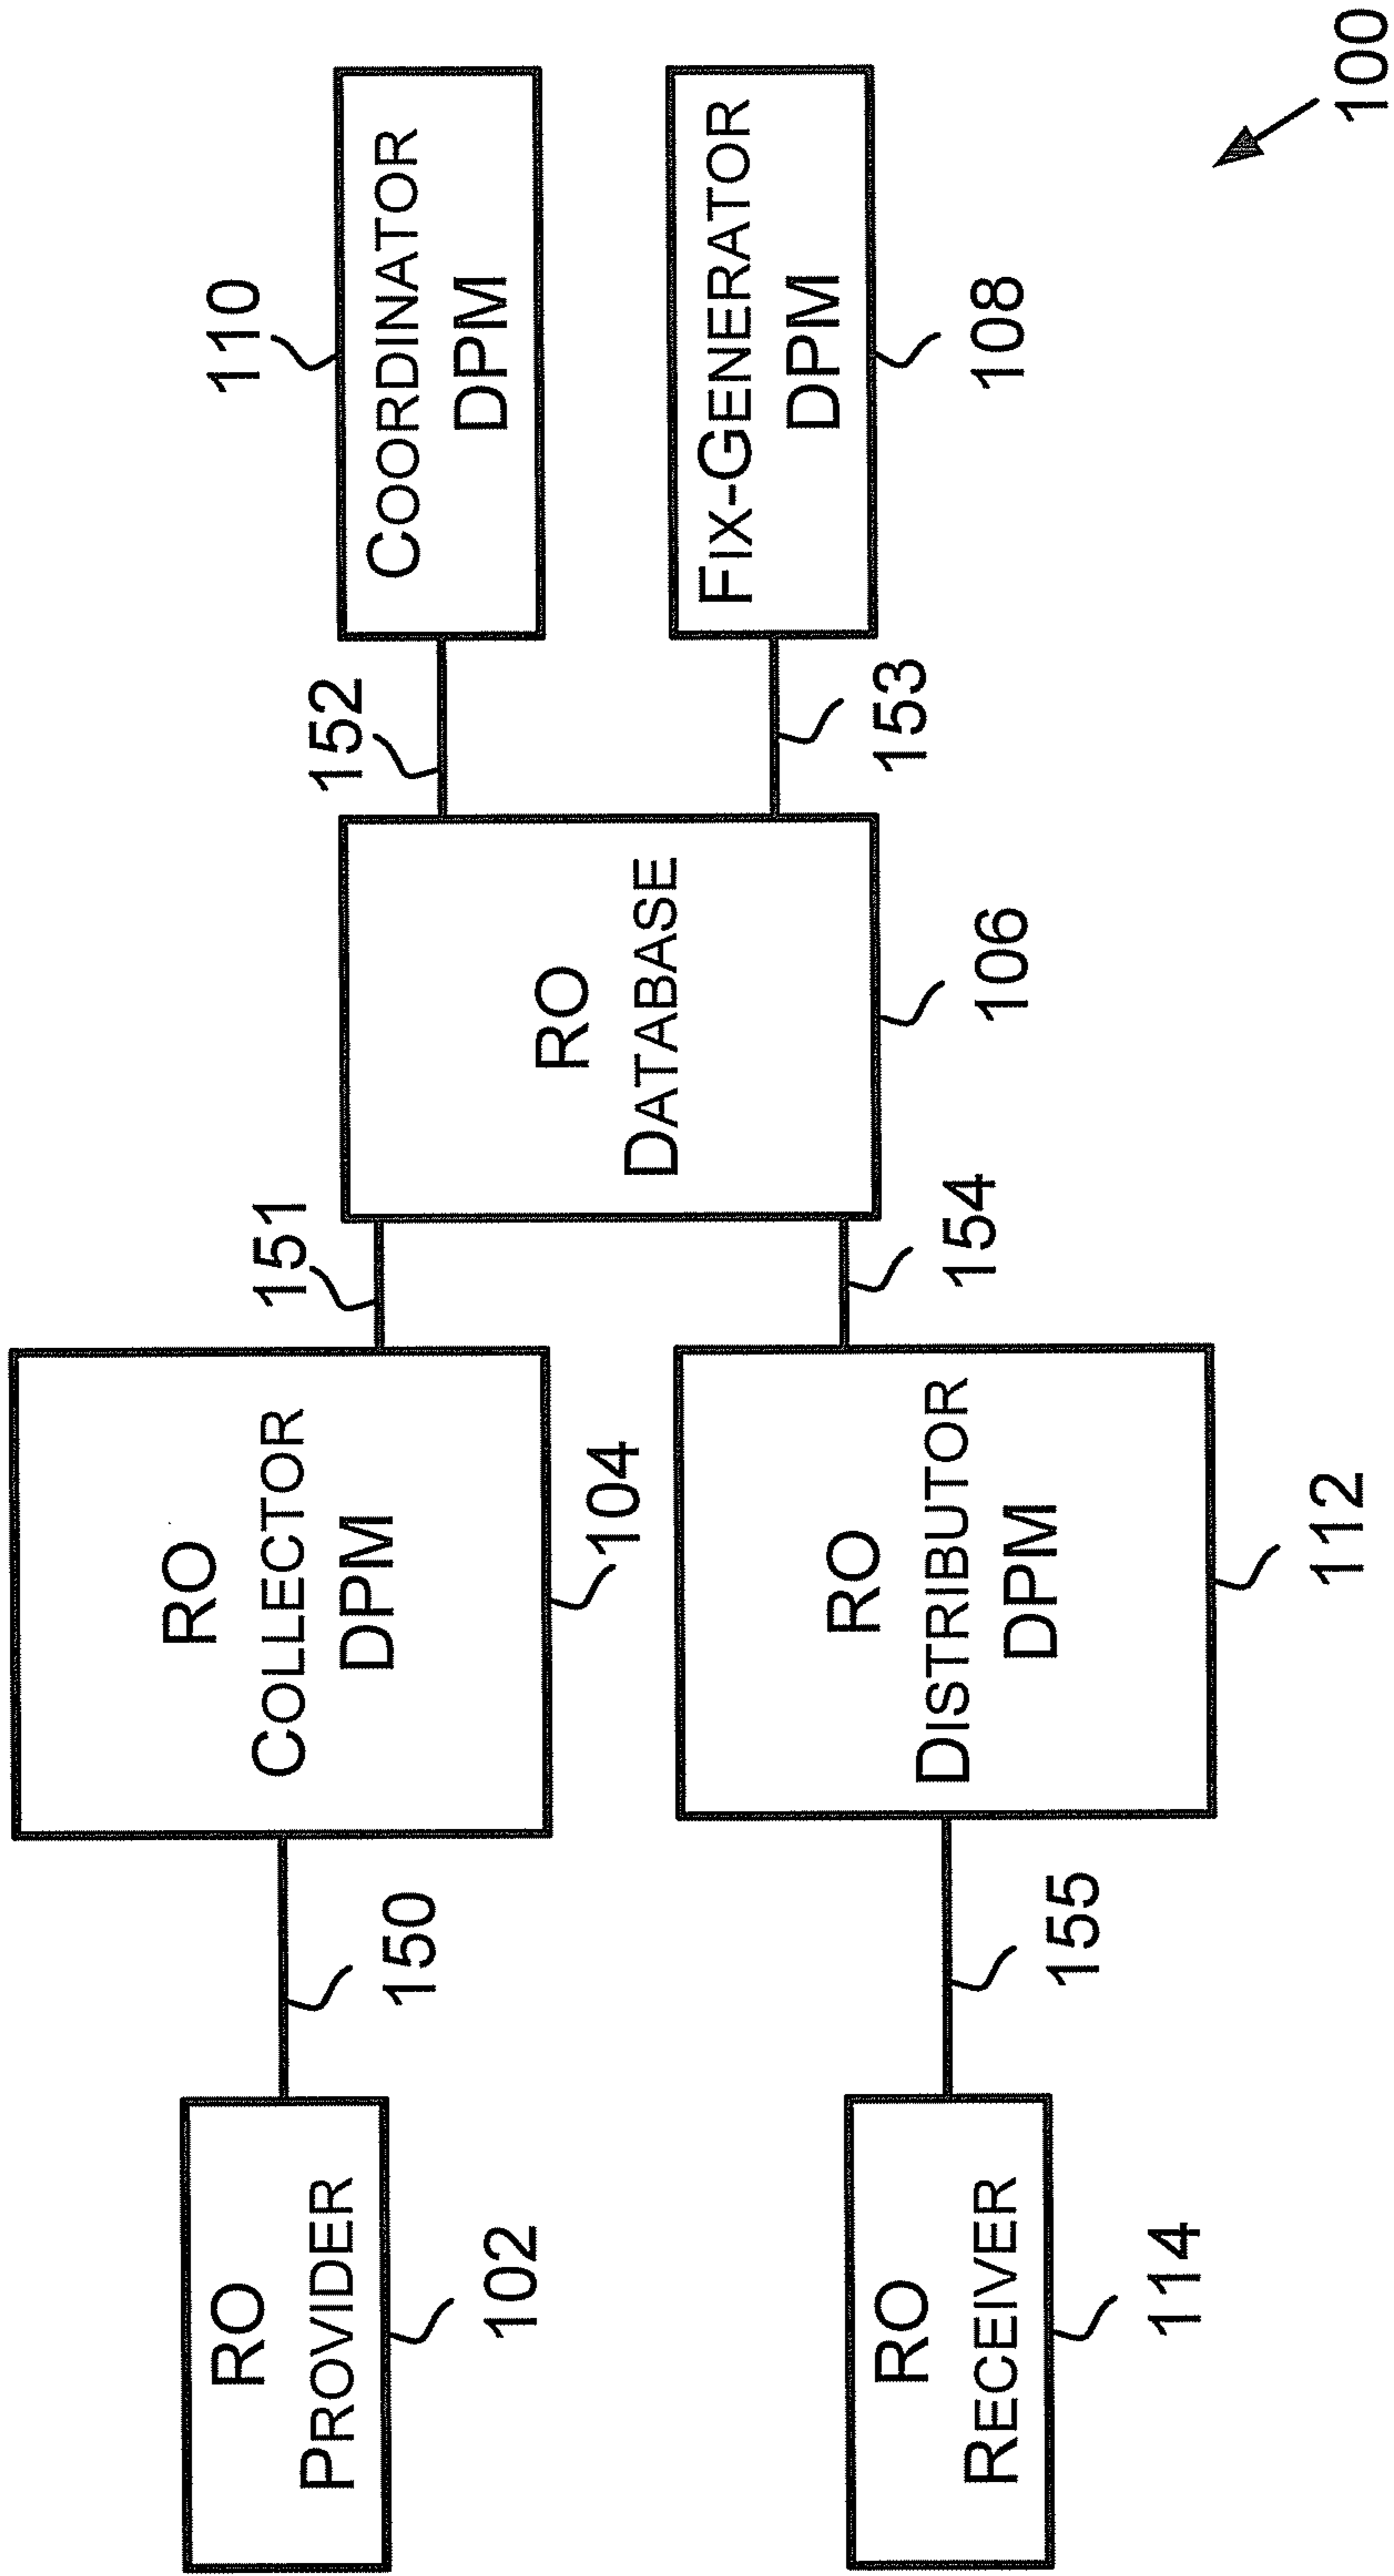 RO
PROVIDER
102
150
RO
COLLECTOR
DPM
104
151
RO
DATABASE
106
152
110
COORDINATOR
DPM
153
FIX-GENERATOR
DPM
108
154
RO
DISTRIBUTOR
DPM
112
155
RO
RECEIVER
114
100